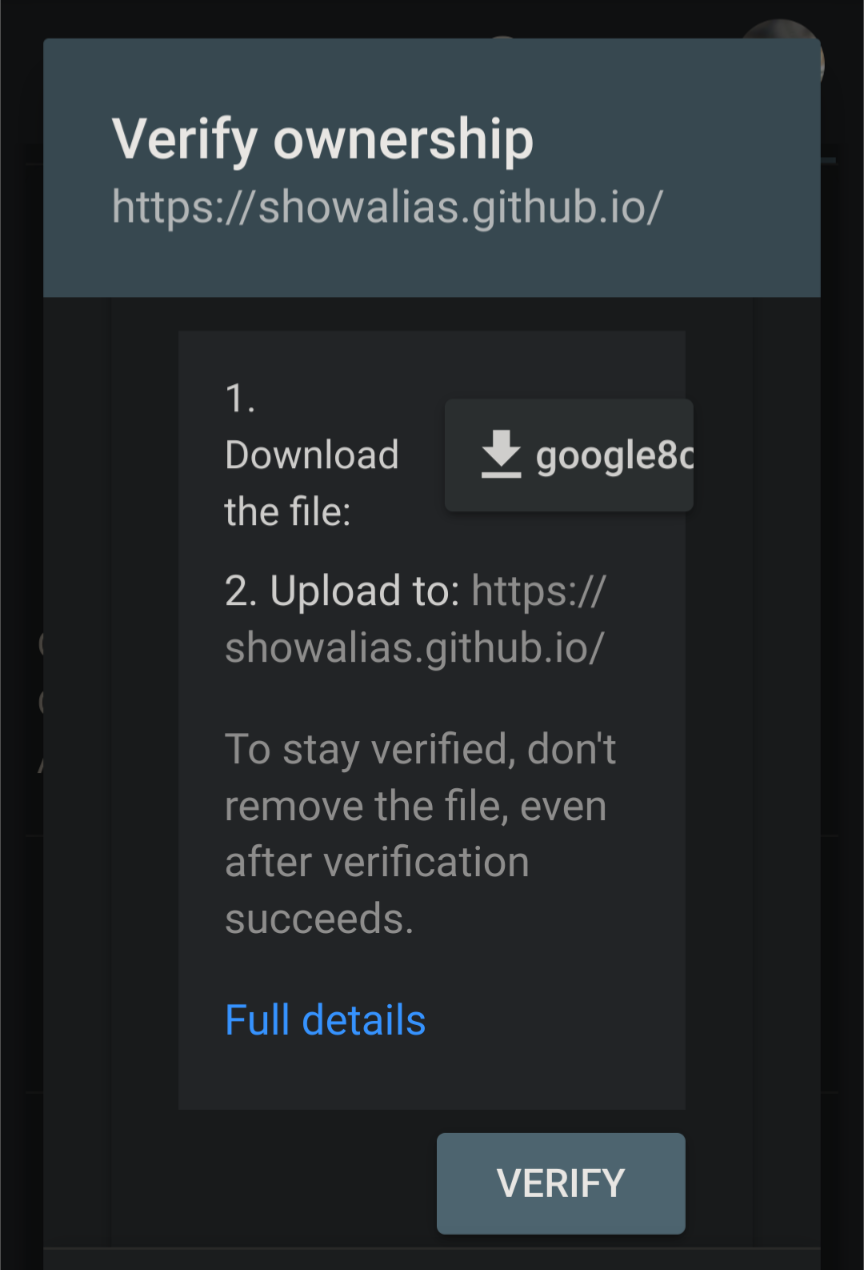 Verify ownership
https://showalias.github.io/
1.
Download
the file:
google8c
2. Upload to: https://
showalias.github.io/
To stay verified, don't
remove the file, even
after verification
succeeds.
Full details
VERIFY